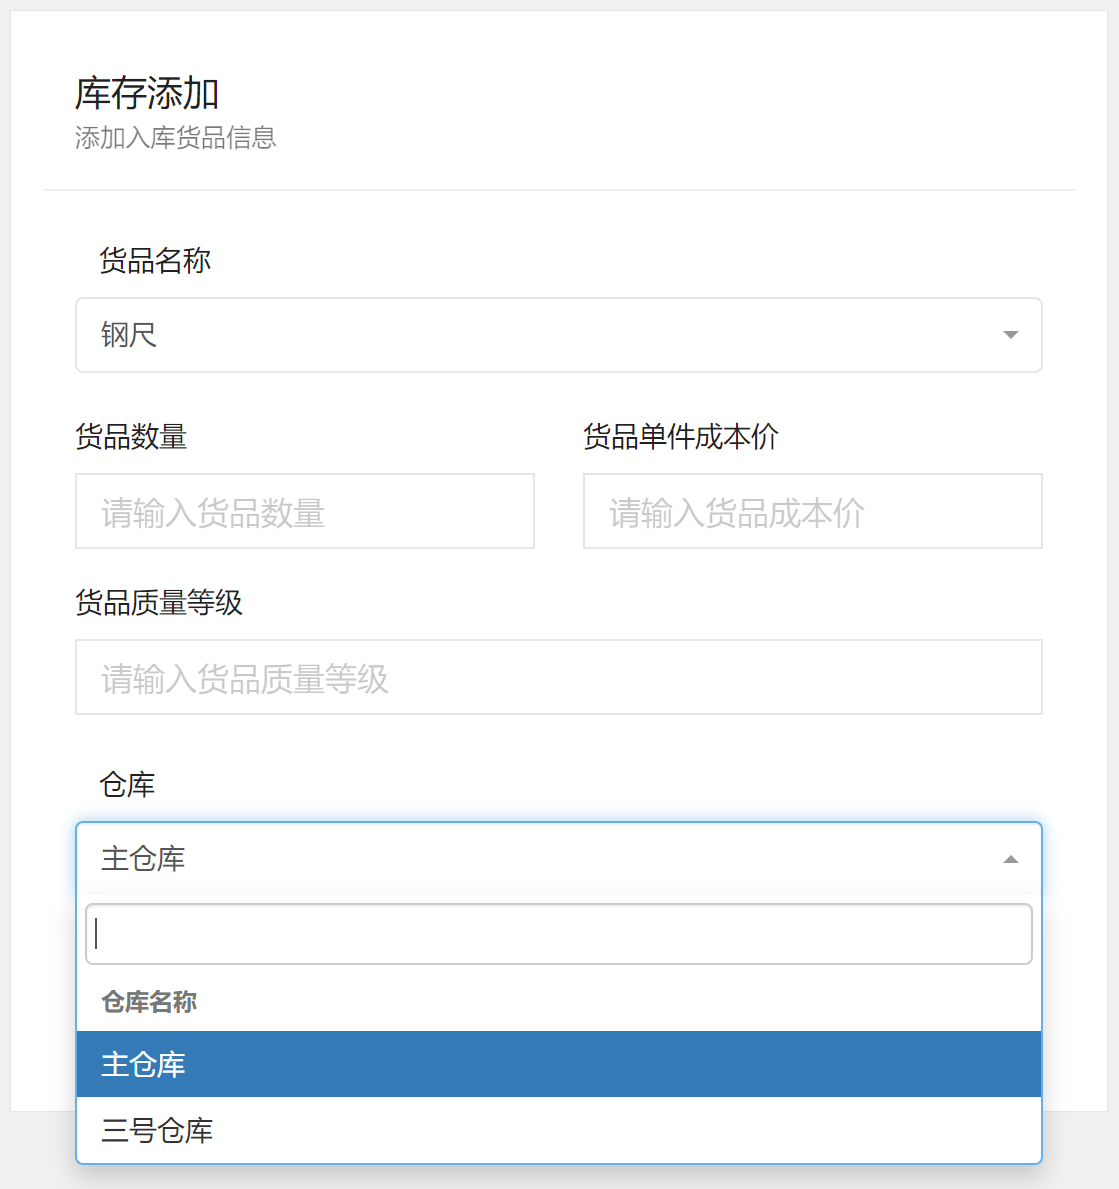 库存添加
添加入库货品信息
货品名称
钢尺
货品数量
货品单件成本价
请输入货品数量
请输入货品成本价
货品质量等级
请输入货品质量等级
仓库
主仓库
仓库名称
主仓库
三号仓库